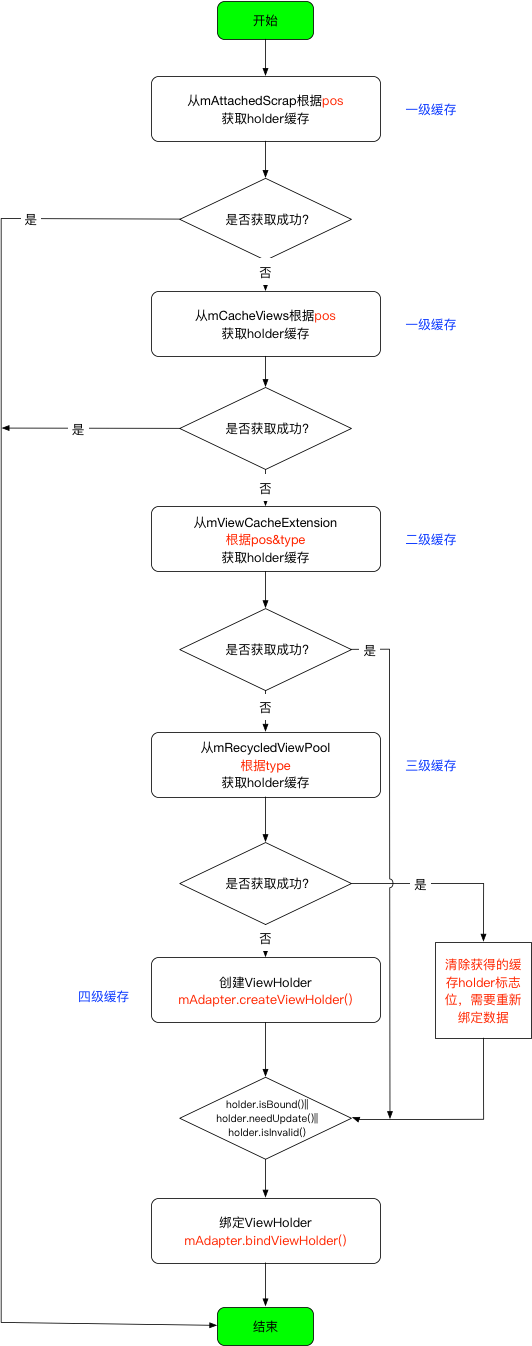 开始
从mAttachedScrap根据pos
获取holder缓存
一级缓存
是否获取成功?
是
否
从mCacheViews根据pos
获取holder缓存
一级缓存
是否获取成功?
是
否
从mViewCacheExtension
根据pos&type
获取holder缓存
二级缓存
是否获取成功?
是
否
从mRecycledViewPool
根据type
获取holder缓存
三级缓存
是否获取成功?
是
否
清除获得的缓
存holder标志
位，需要重新
绑定数据
创建ViewHolder
mAdapter.createViewHolder()
四级缓存
holder.isBound()||
holder.needUpdate()||
holder.isInvalid()
绑定ViewHolder
mAdapter.bindViewHolder()
结束